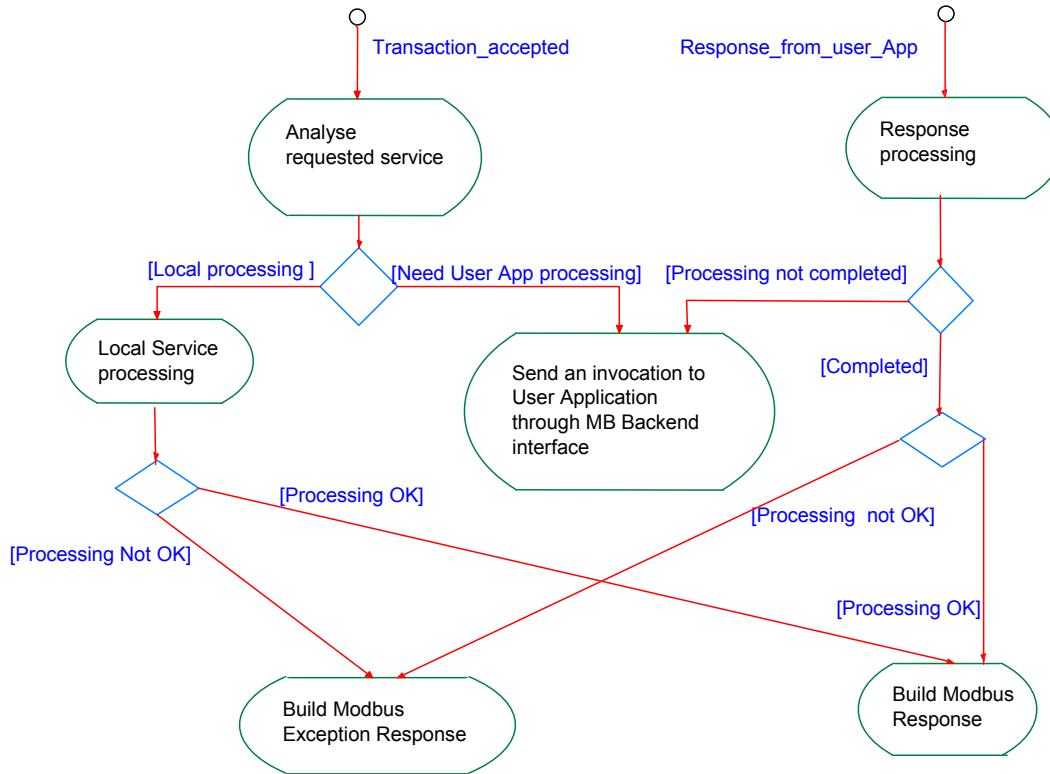 Transaction_accepted
Response_from_user_App
Analyse
requested service
Response
processing
[Local processing ]
[Need User App processing]
[Processing not completed]
Local Service
processing
Send an invocation to
User Application
through MB Backend
interface
[Completed]
[Processing OK]
[Processing  not OK]
[Processing Not OK]
[Processing OK]
Build Modbus
Exception Response
Build Modbus
Response